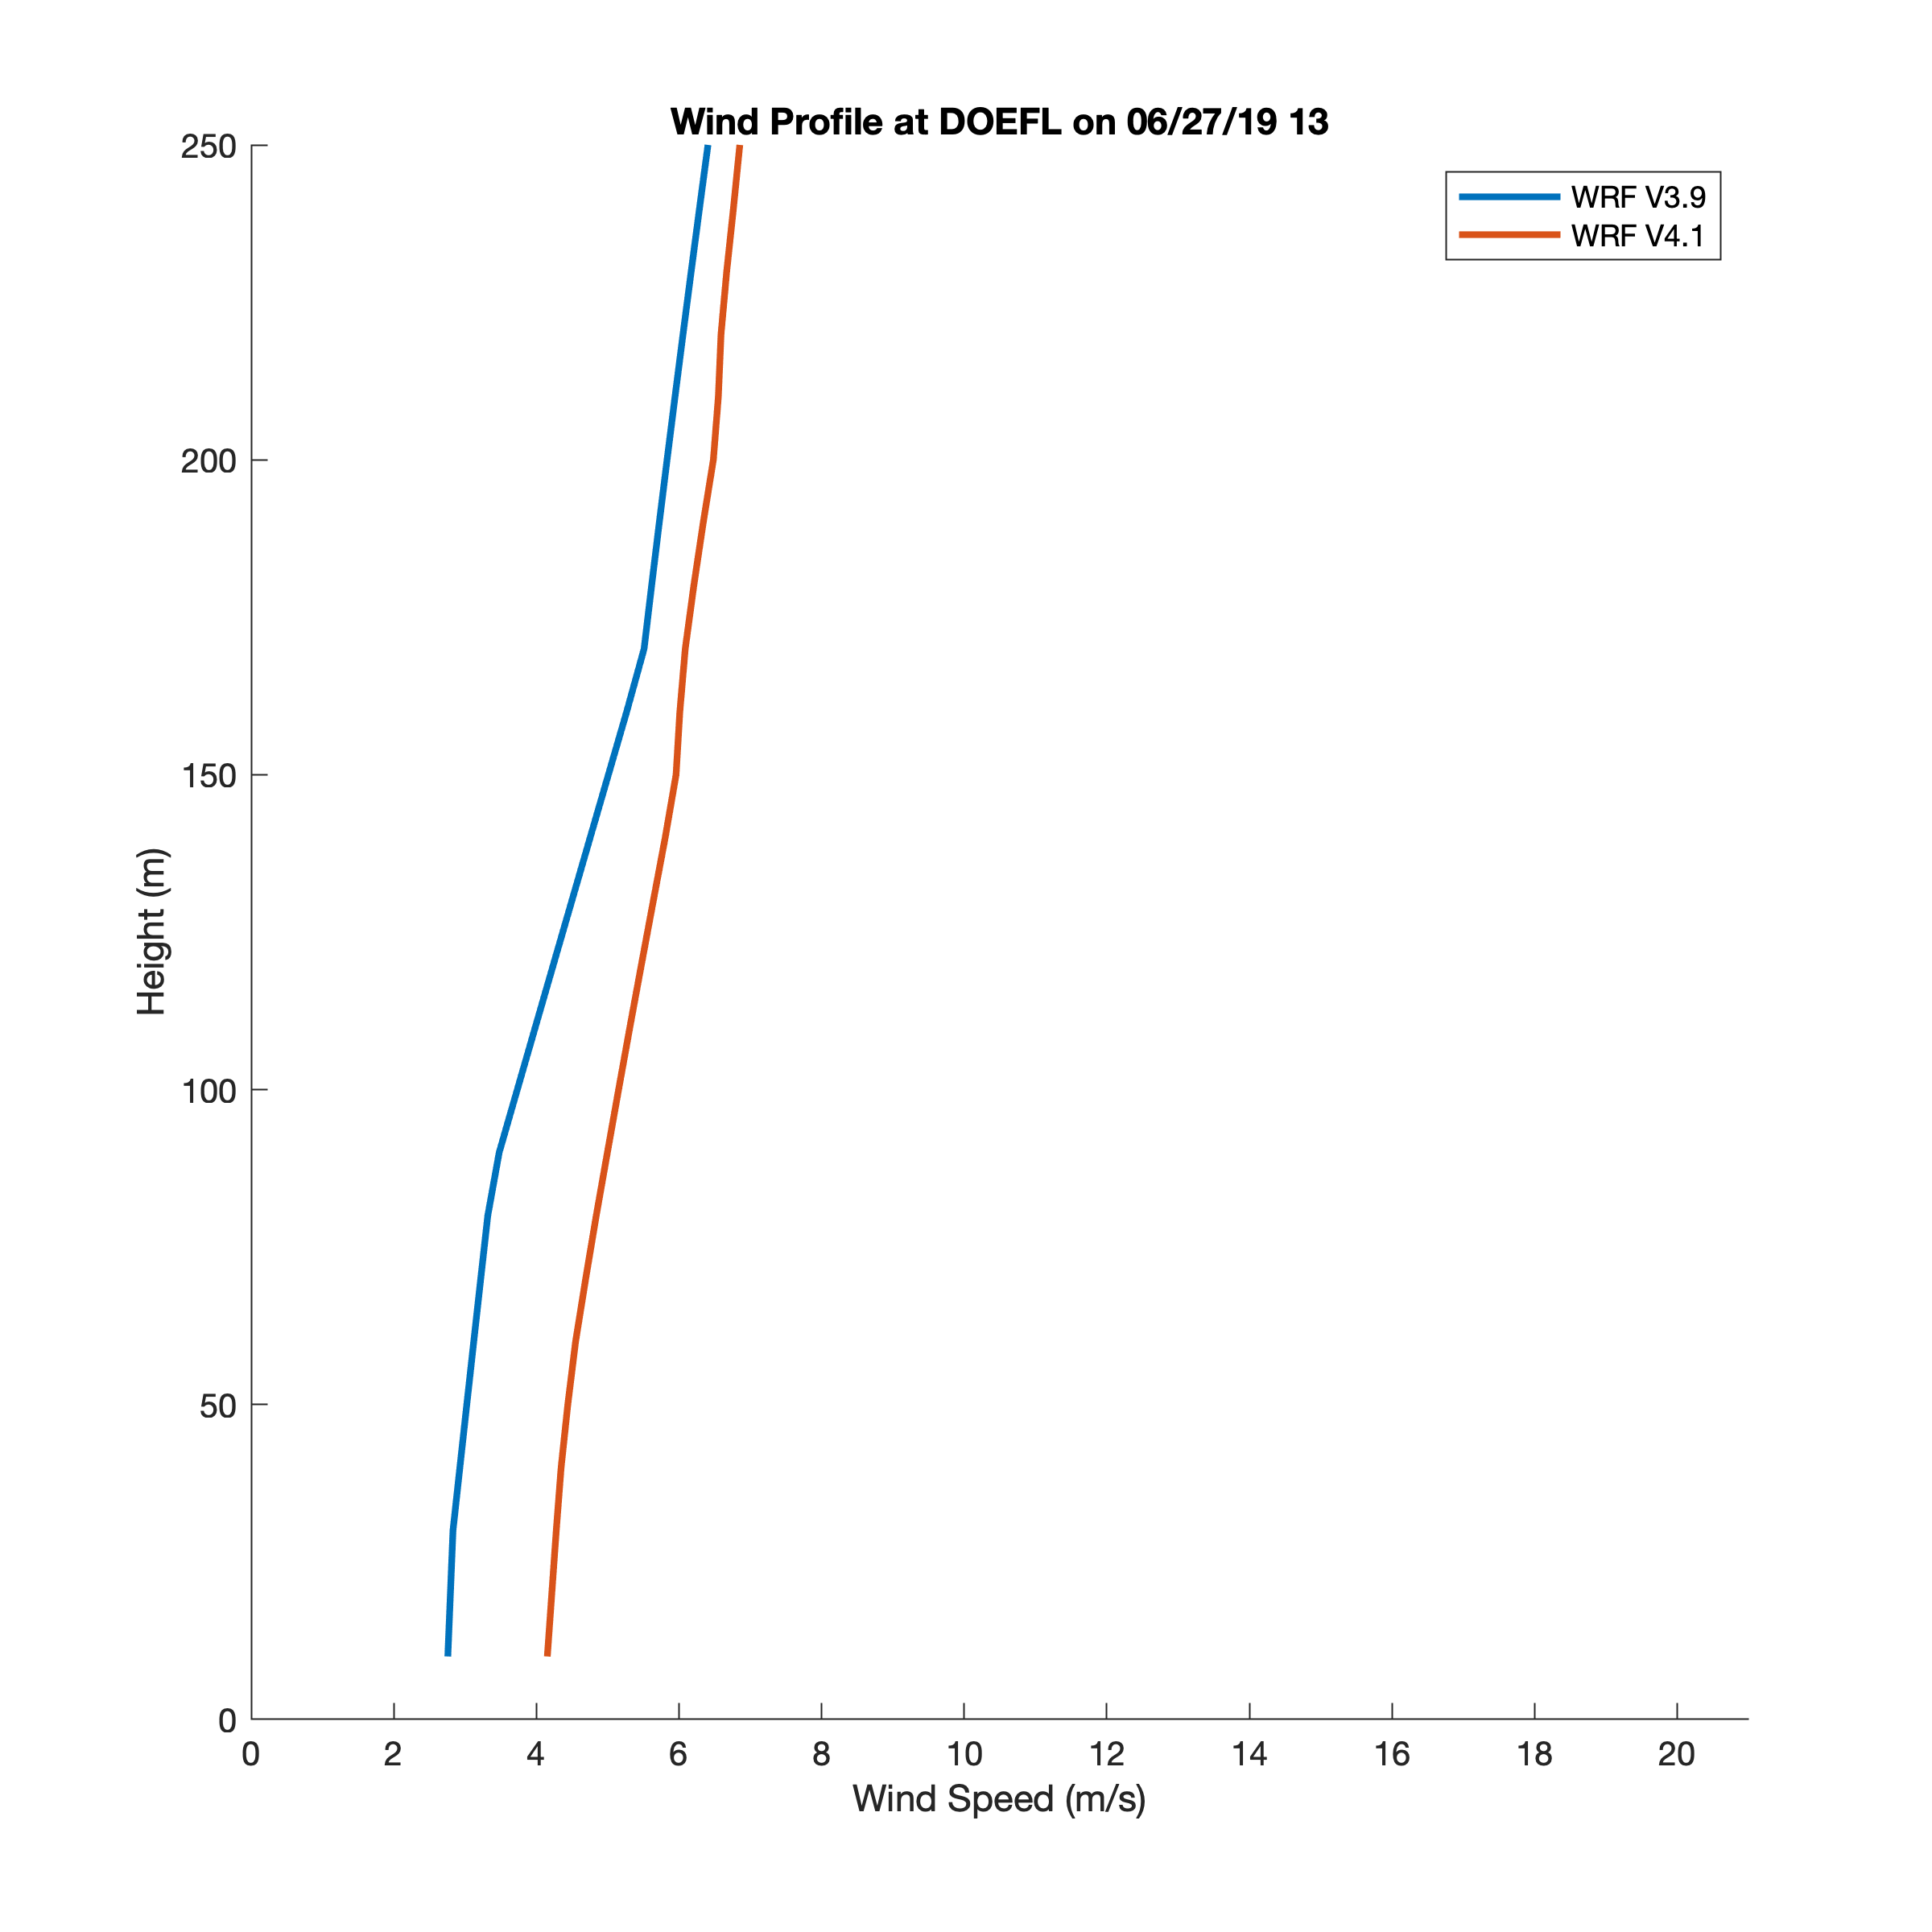 Wind Profile at DOEFL on 06/27/19 13
WRF V3.9
WRF V4.1
250
200
150
100
50
0
Height (m)
0 2 4 6 8 10 12 14 16 18 20
Wind Speed (m/s)